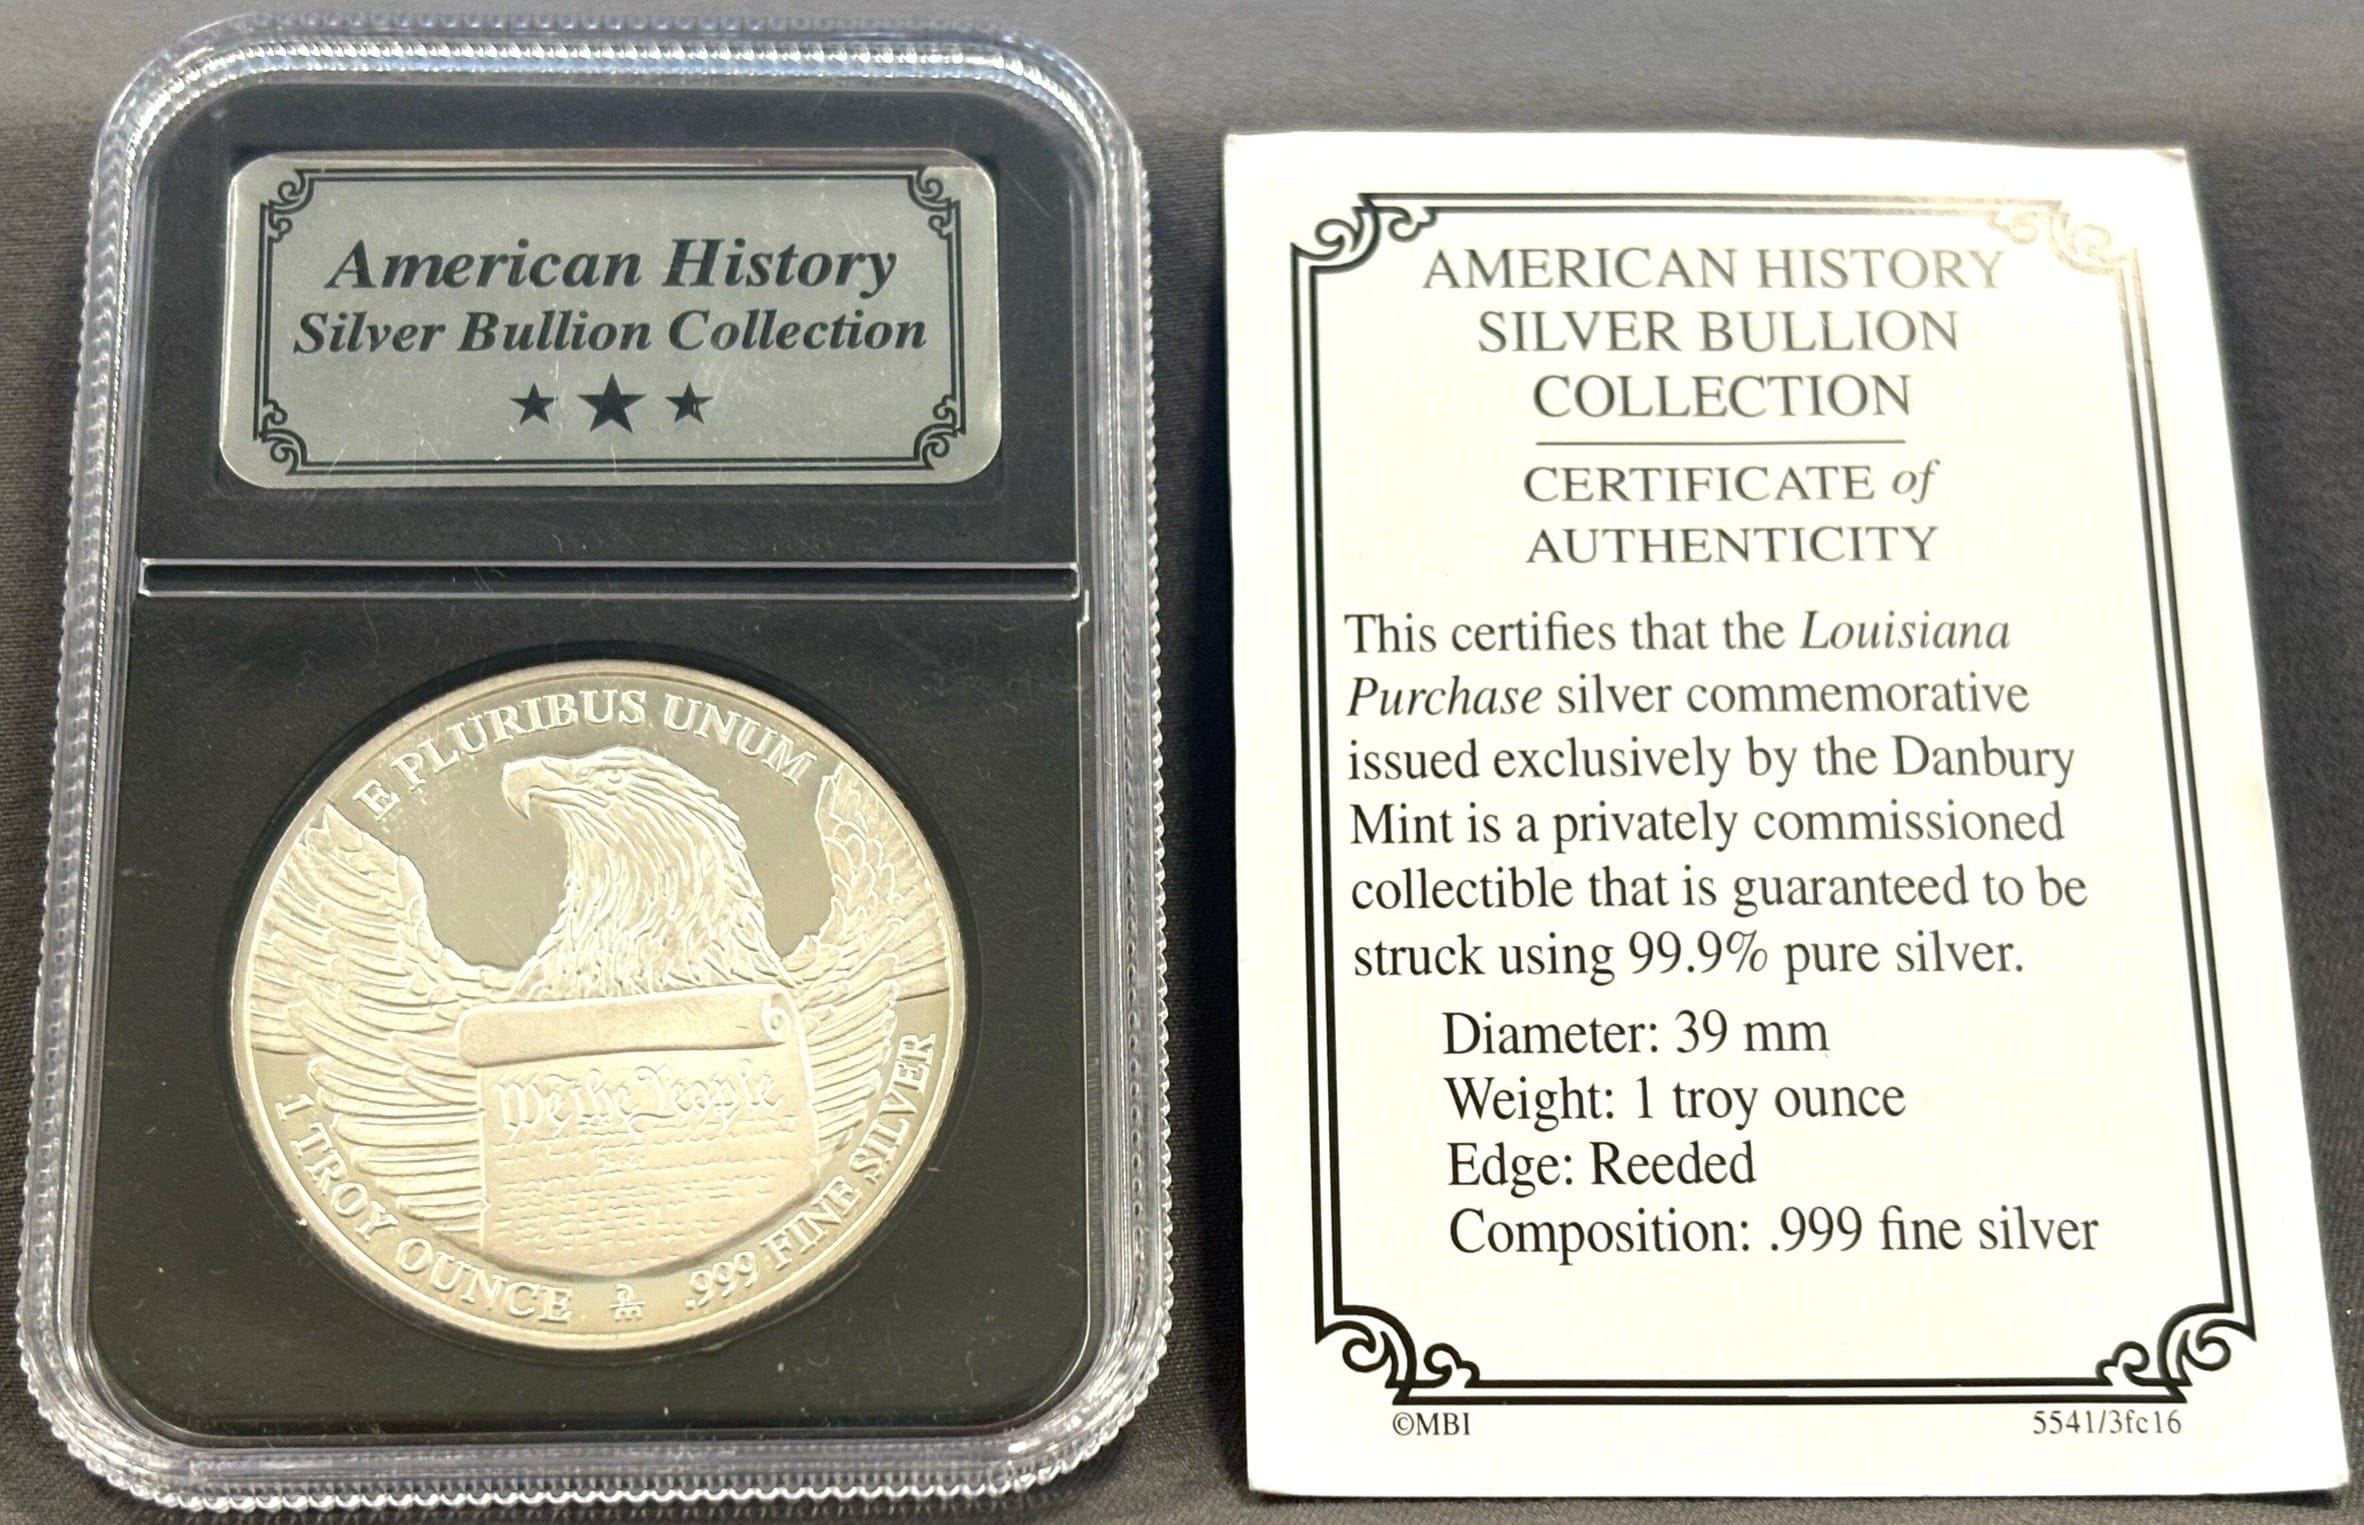 American History
Silver Bullion Collection
E PLURIBUS UNUM
We the People
1 TROY OUNCE
.999 FINE SILVER
AMERICAN HISTORY
SILVER BULLION
COLLECTION
CERTIFICATE of
AUTHENTICITY
This certifies that the Louisiana
Purchase silver commemorative
issued exclusively by the Danbury
Mint is a privately commissioned
collectible that is guaranteed to be
struck using 99.9% pure silver.
Diameter: 39 mm
Weight: 1 troy ounce
Edge: Reeded
Composition: .999 fine silver
©MBI
5541/3fc16